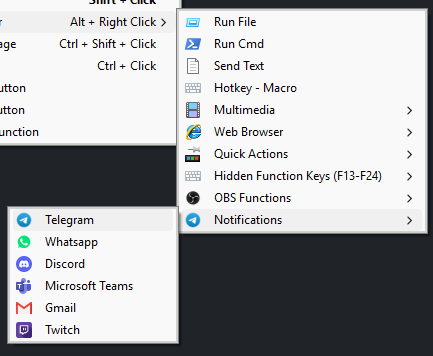 Shift + Click
r Alt + Right Click
age Ctrl + Shift + Click
Ctrl + Click
utton
utton
unction
Run File
Run Cmd
Send Text
Hotkey - Macro
Multimedia
Web Browser
Quick Actions
Hidden Function Keys (F13-F24)
OBS Functions
Notifications
Telegram
Whatsapp
Discord
Microsoft Teams
Gmail
Twitch